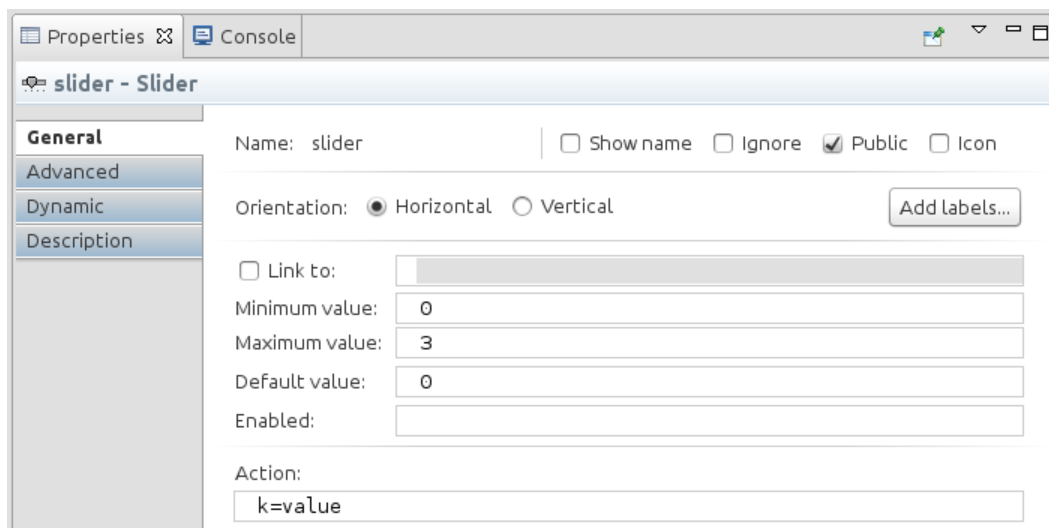 Properties Console
slider - Slider
General
Name: slider Show name Ignore Public Icon
Advanced
Dynamic
Orientation: Horizontal Vertical Add labels...
Description
Link to:
Minimum value: 0
Maximum value: 3
Default value: 0
Enabled:
Action:
k=value